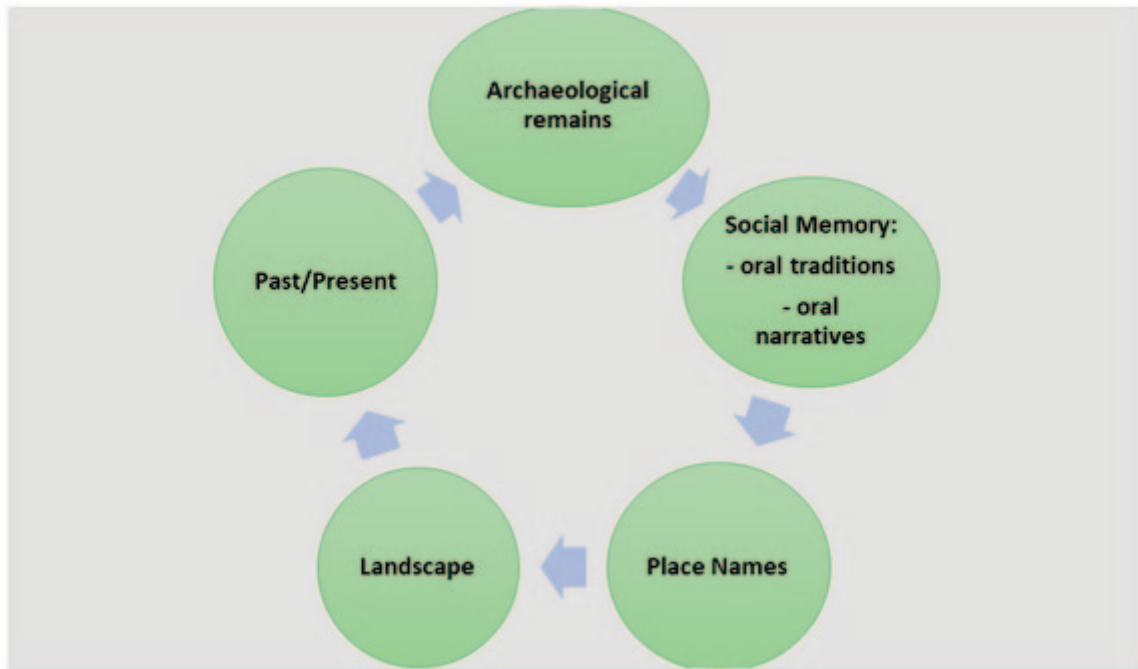 Archaeological
remains
Social Memory:
- oral traditions
- oral
narratives
Place Names
Landscape
Past/Present